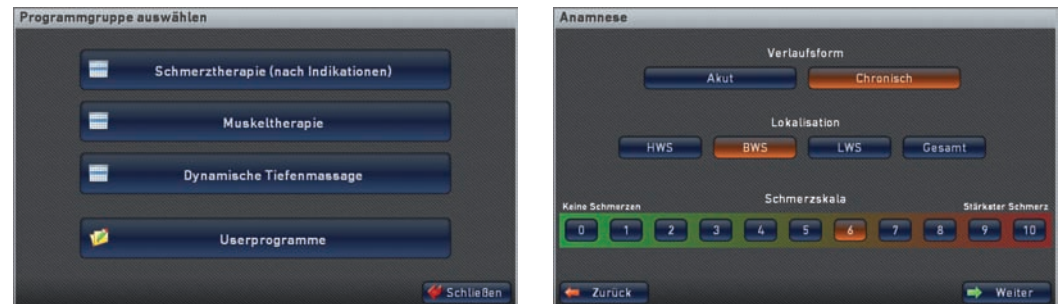 Programmgruppe auswählen
Schmerztherapie (nach Indikationen)
Muskeltherapie
Dynamische Tiefenmassage
Userprogramme
Schließen
Anamnese
Verlaufsform
Akut Chronisch
Lokalisation
HWS BWS LWS Gesamt
Schmerzskala
Keine Schmerzen Stärkster Schmerz
0 1 2 3 4 5 6 7 8 9 10
Zurück Weiter